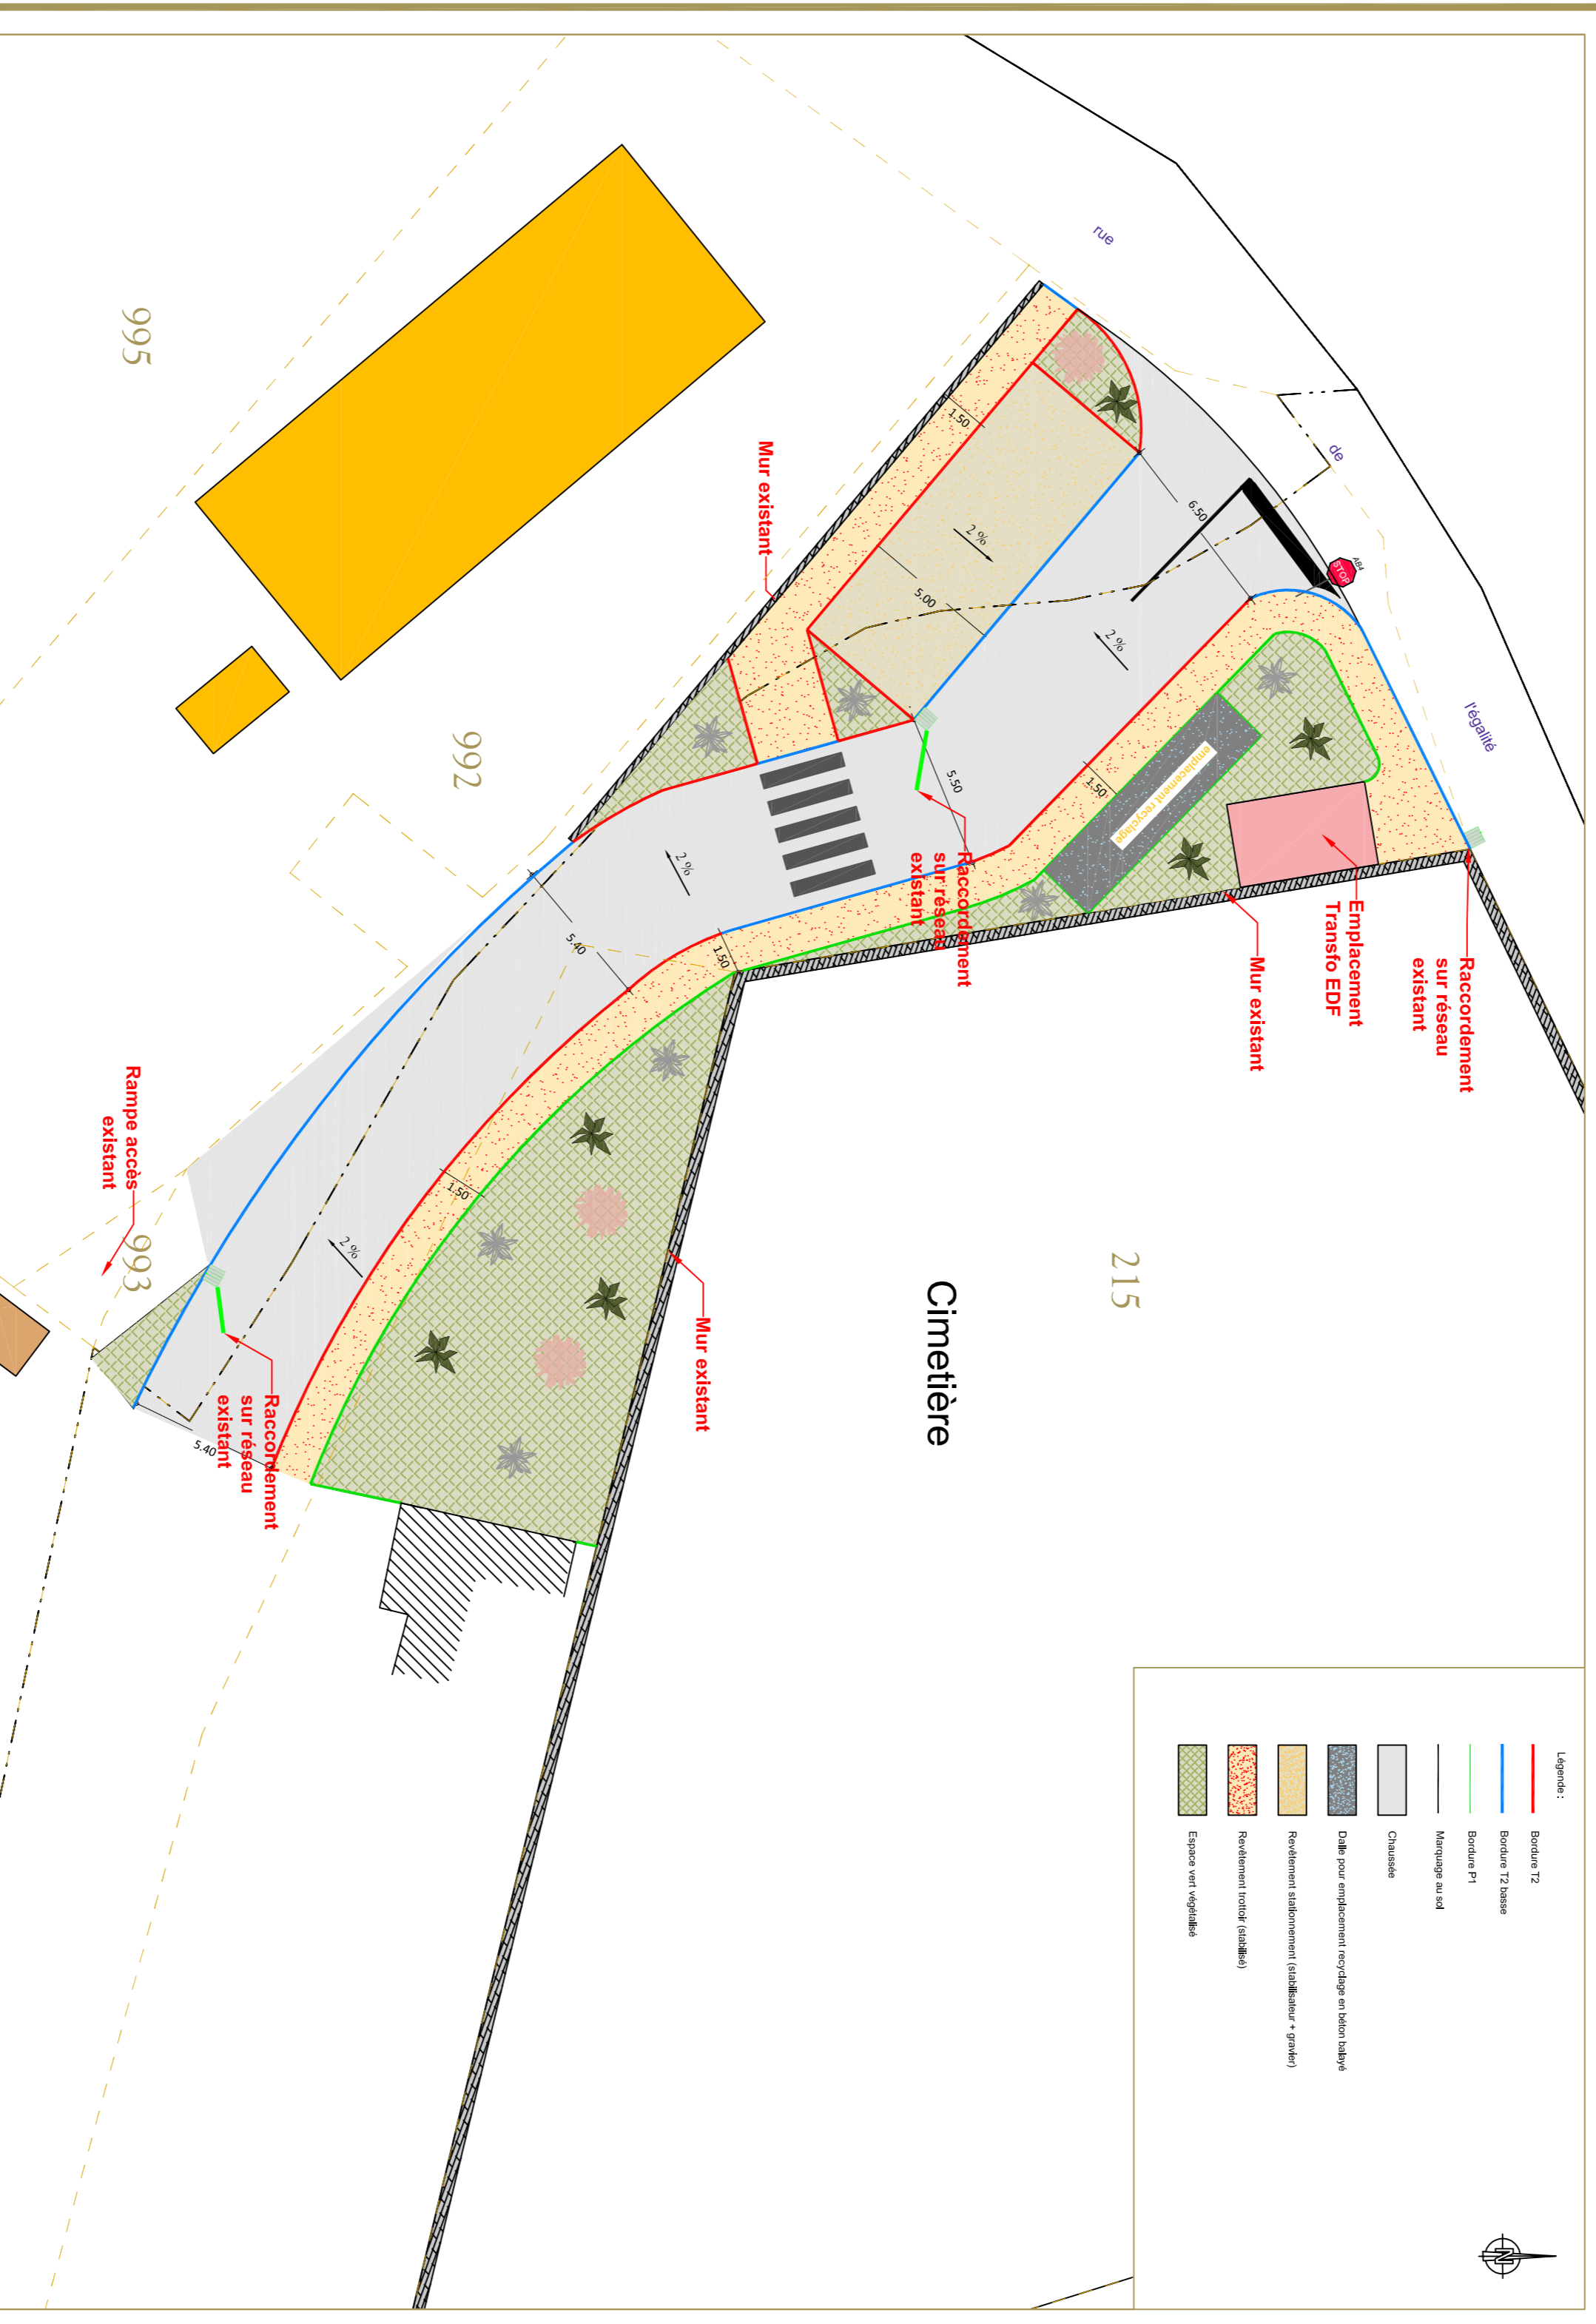 rue
de
l'égalité
AB4
STOP
995
992
993
215
Cimetière
Mur existant
1.50
2 %
5.00
6.50
2 %
5.50
1.50
emplacement recyclage
Raccordement
sur réseau
existant
Emplacement
Transfo EDF
Mur existant
Raccordement
sur réseau
existant
2 %
5.40
1.50
1.50
2 %
Mur existant
Rampe accès
existant
Raccordement
sur réseau
existant
5.40
Légende :
Bordure T2
Bordure T2 basse
Bordure P1
Marquage au sol
Chaussée
Dalle pour emplacement recyclage en béton balayé
Revêtement stationnement (stabilisateur + gravier)
Revêtement trottoir (stabilisé)
Espace vert végétalisé
N